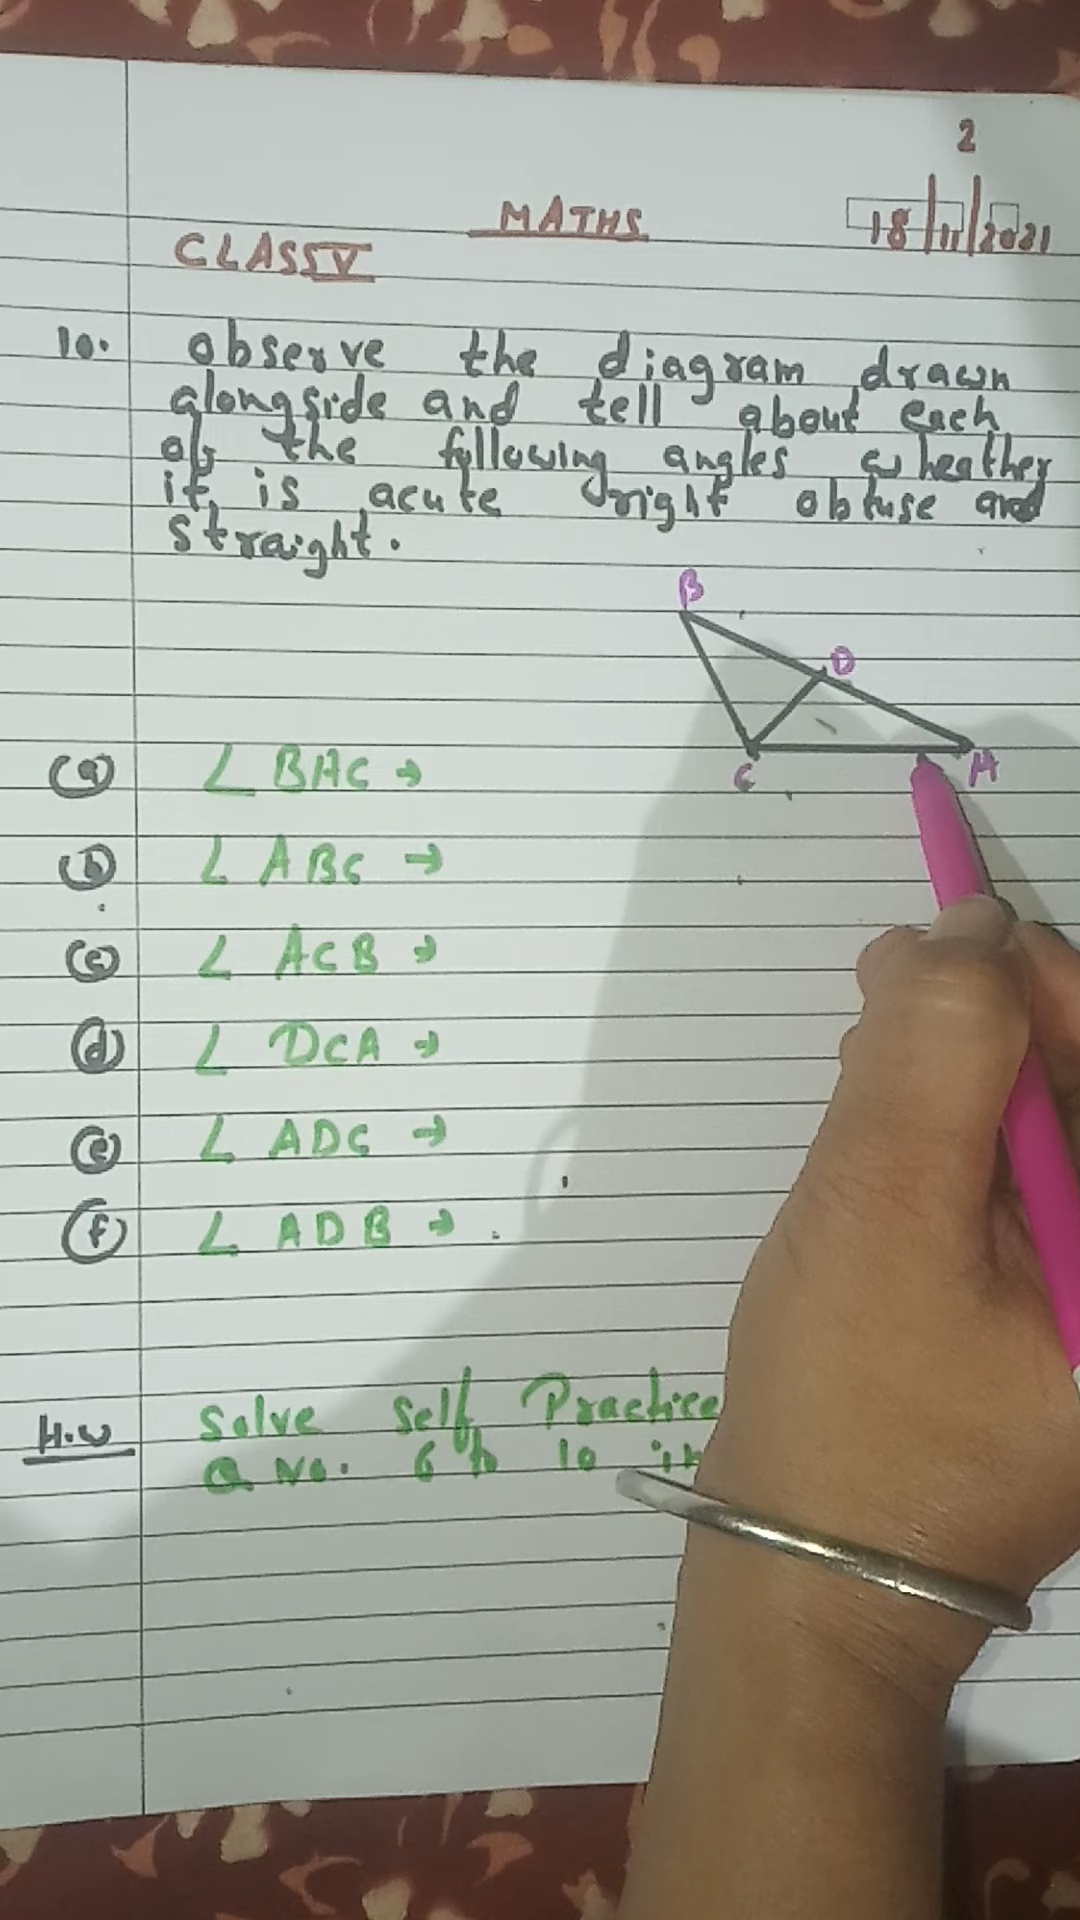 2
MATHS
18/11/2021
CLASS V
10. observe the diagram drawn
alongside and tell about each
of the following angles wheather
it is acute right obtuse and
straight.
B
D
C
A
(a) ∠ BAC →
(b) ∠ ABC →
(c) ∠ ACB →
(d) ∠ DCA →
(e) ∠ ADC →
(f) ∠ ADB →
H.W Solve Self Practice
Q No. 6 to 10 in